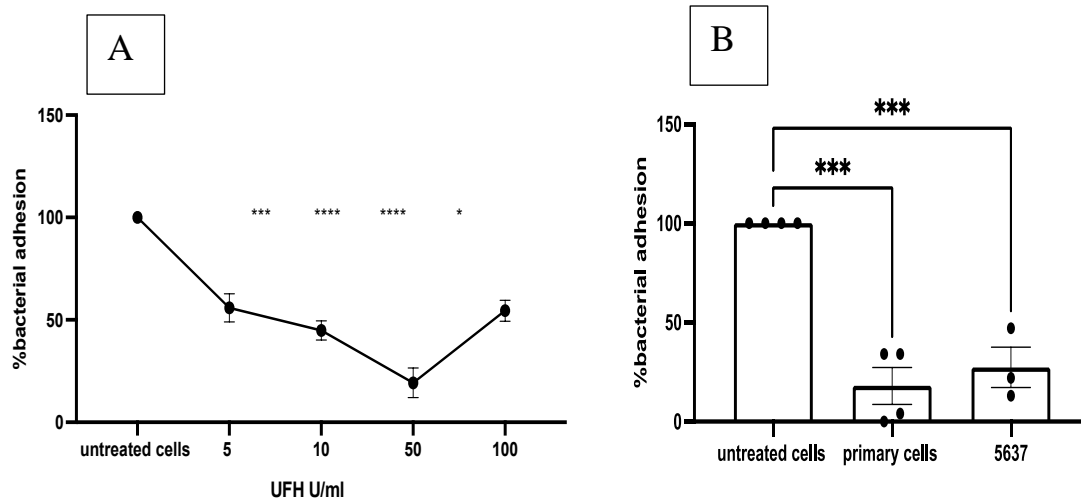 A
150
100
50
0
%bacterial adhesion
*** **** **** *
untreated cells 5 10 50 100
UFH U/ml
B
150
100
50
0
%bacterial adhesion
***
***
untreated cells primary cells 5637